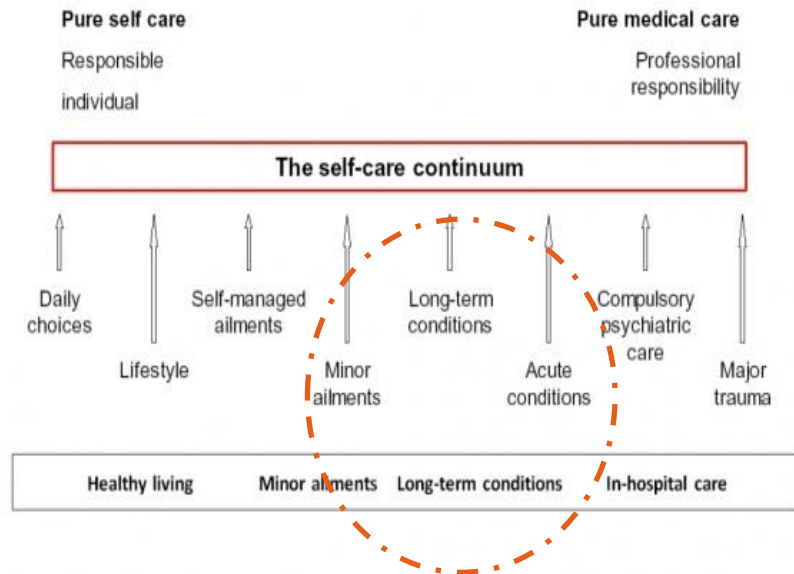 Pure self care
Responsible
individual
Pure medical care
Professional
responsibility
The self-care continuum
Daily
choices
Lifestyle
Self-managed
ailments
Minor
ailments
Long-term
conditions
Acute
conditions
Compulsory
psychiatric
care
Major
trauma
Healthy living
Minor ailments
Long-term conditions
In-hospital care